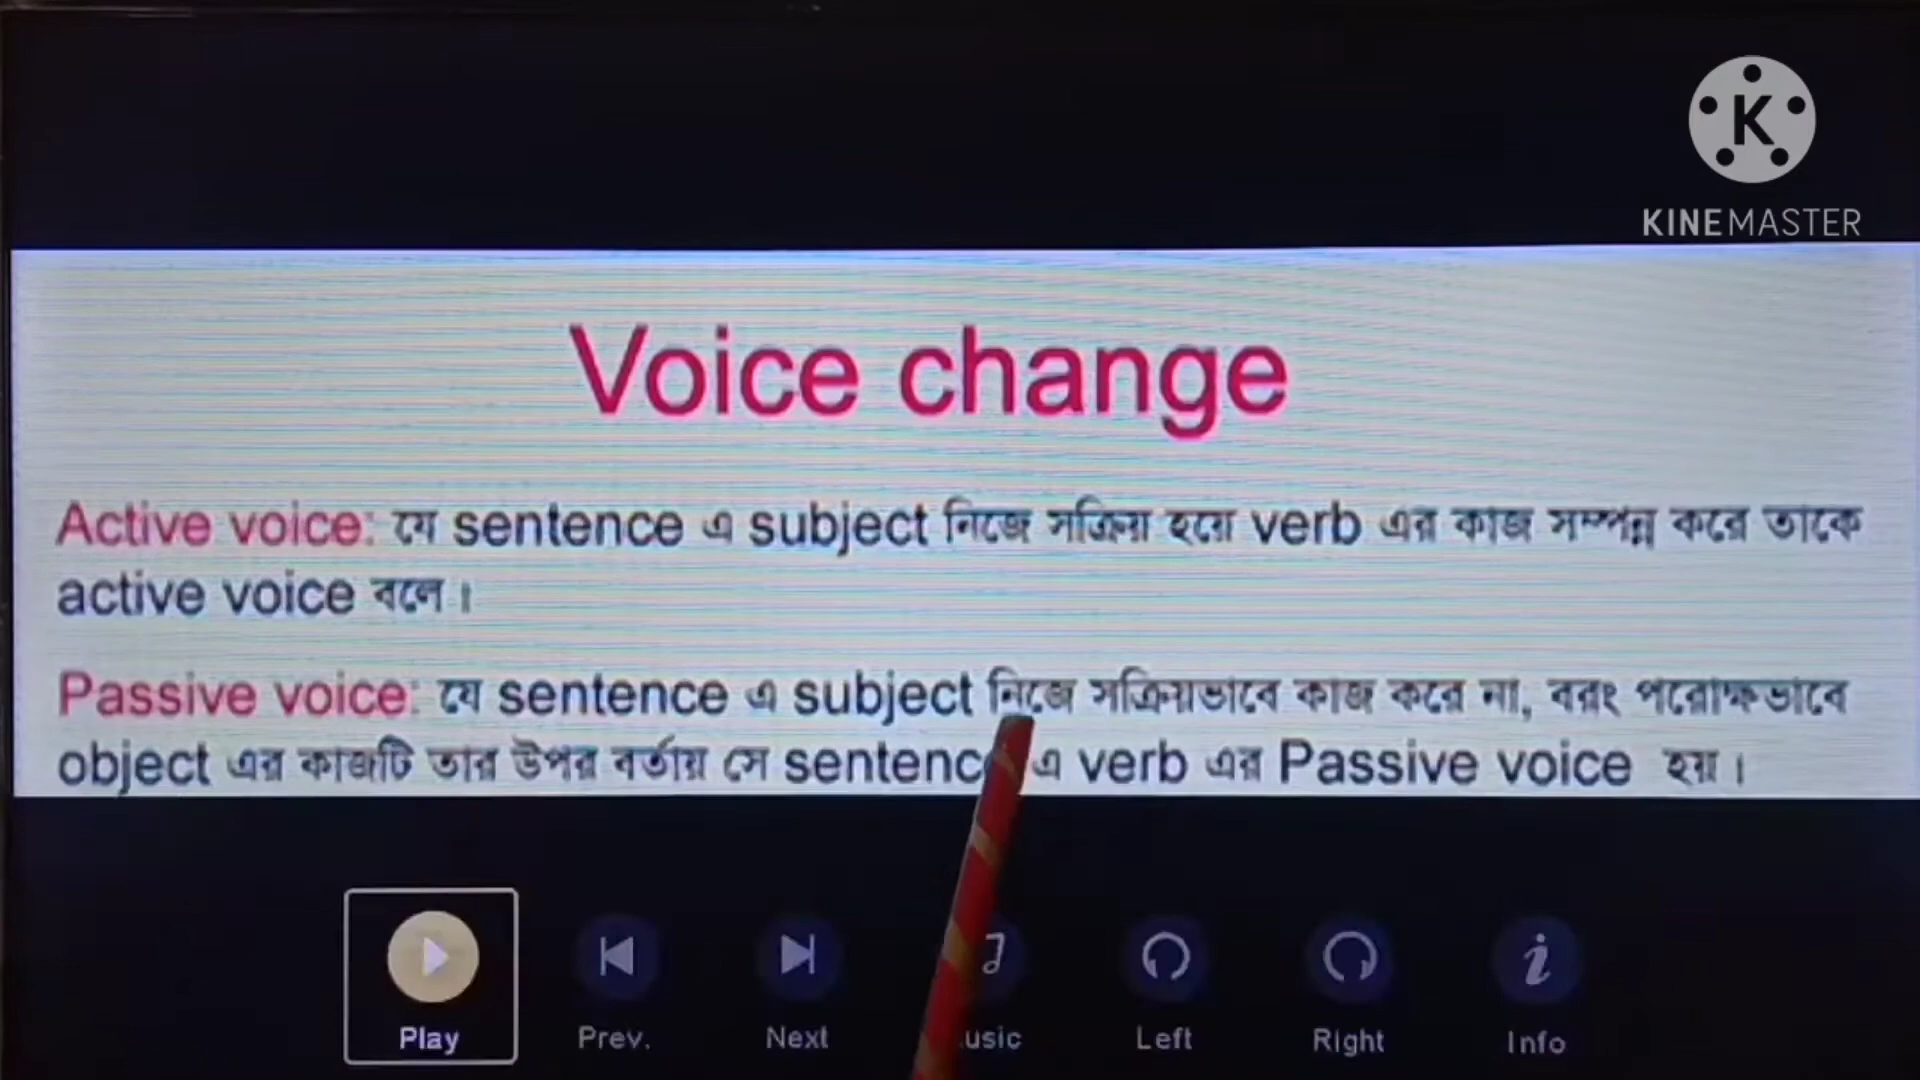 KINEMASTER
Voice change
Active voice: যে sentence এ subject নিজে সক্রিয় হয়ে verb এর কাজ সম্পন্ন করে তাকে
active voice বলে।
Passive voice: যে sentence এ subject নিজে সক্রিয়ভাবে কাজ করে না, বরং পরোক্ষভাবে
object এর কাজটি তার উপর বর্তায় সে sentence এ verb এর Passive voice হয়।
Play Prev. Next usic Left Right Info